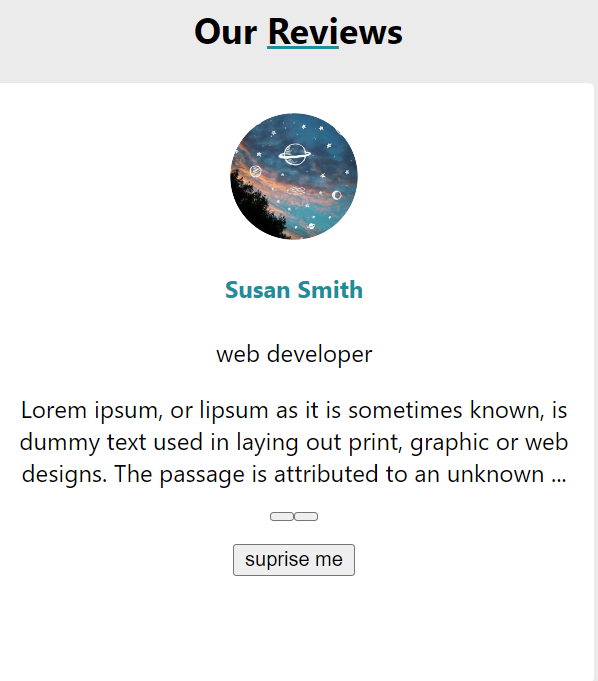 Our Reviews
Susan Smith
web developer
Lorem ipsum, or lipsum as it is sometimes known, is
dummy text used in laying out print, graphic or web
designs. The passage is attributed to an unknown ...
suprise me